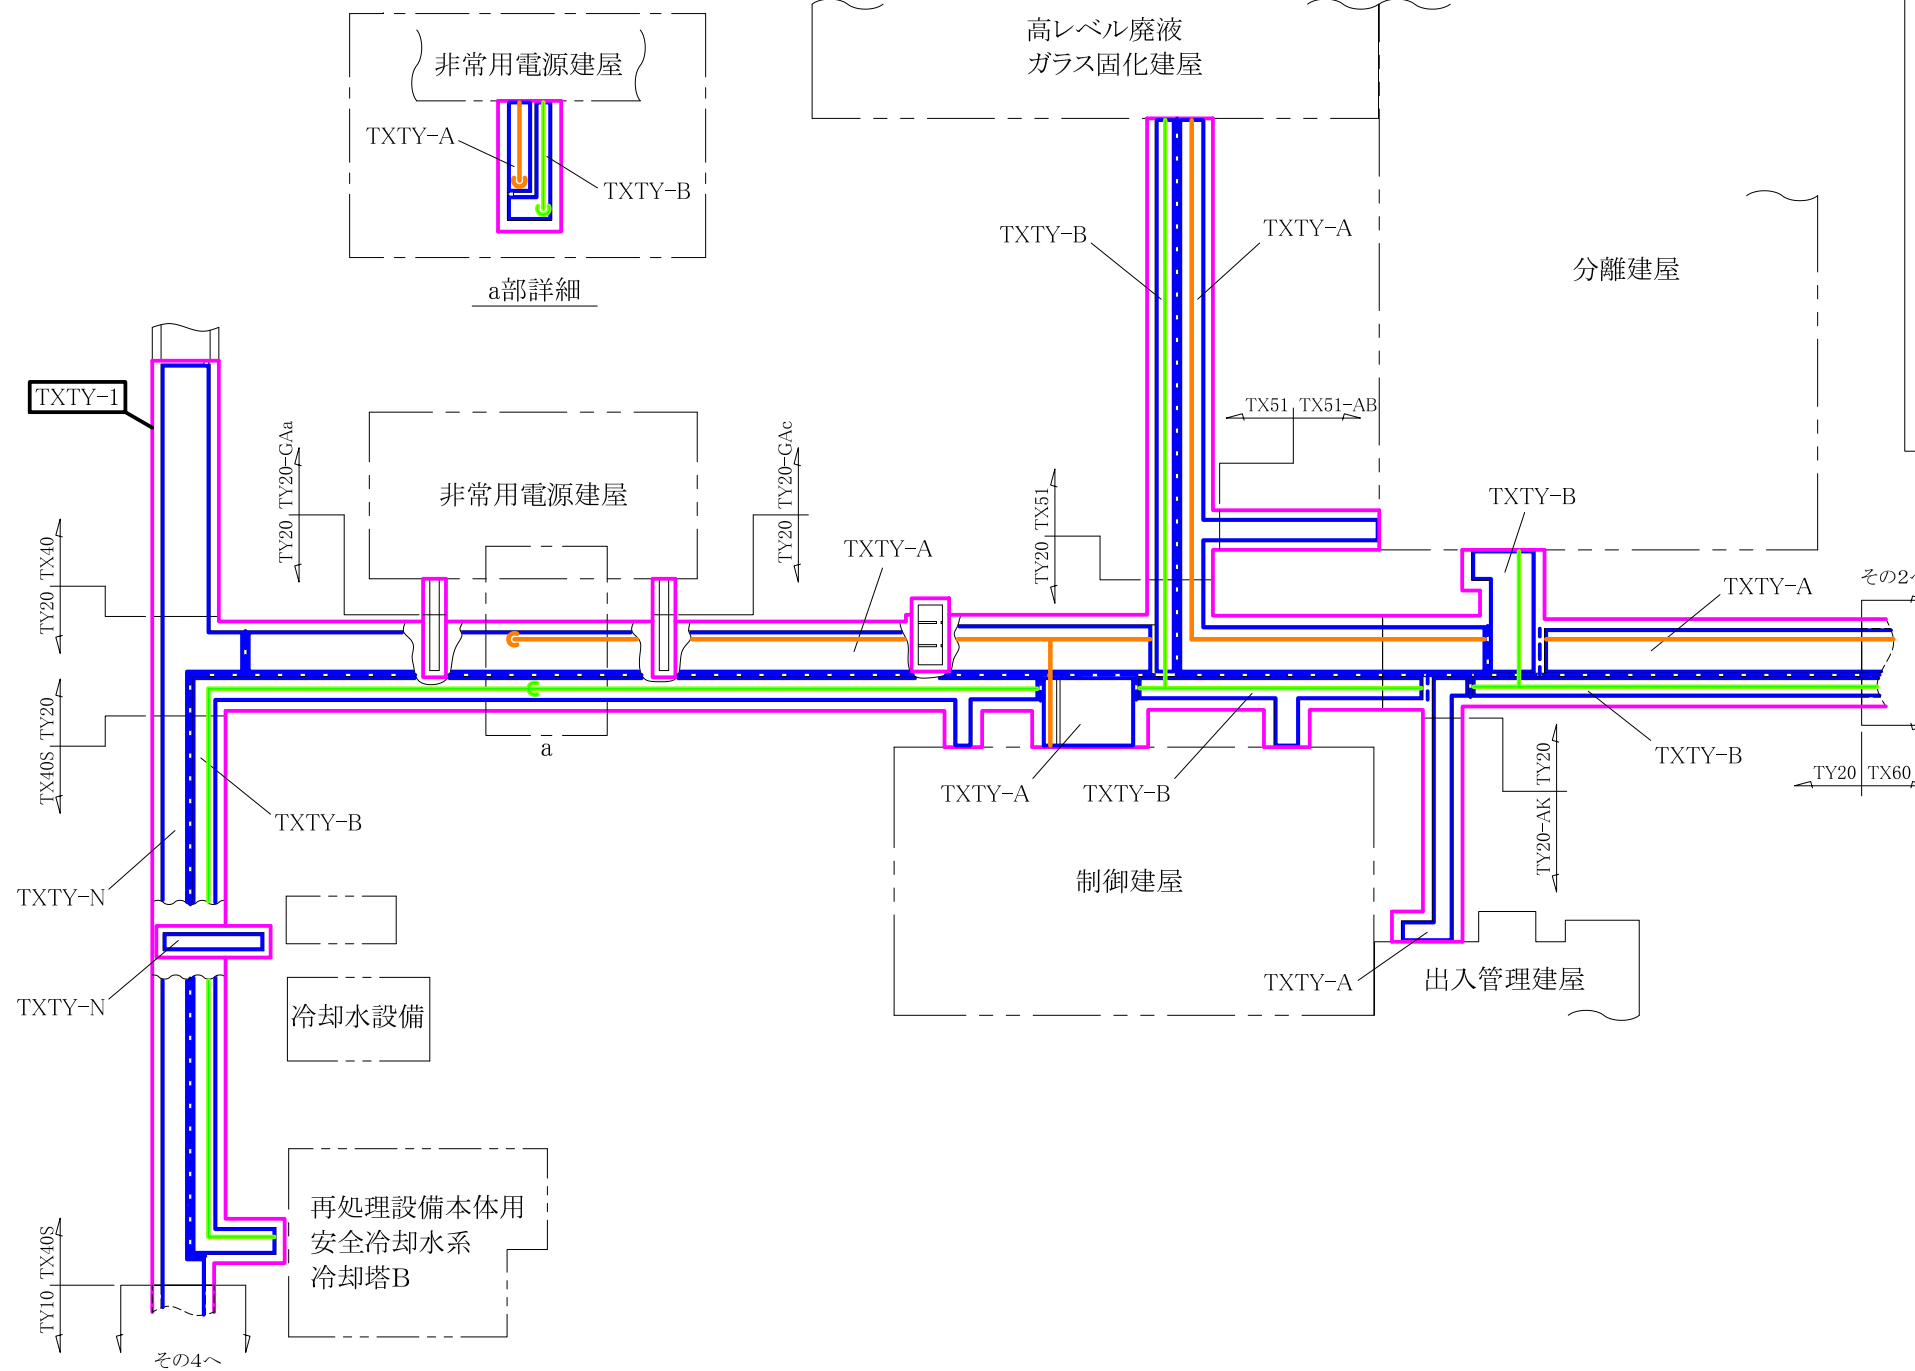 高レベル廃液
ガラス固化建屋
非常用電源建屋
TXTY-A
TXTY-B
a部詳細
TXTY-B
TXTY-A
分離建屋
TXTY-1
TX51
TX51-AB
TY20-GAa
TY20
TY20-GAc
TY20
非常用電源建屋
TX51
TY20
TXTY-B
TX40
TY20
TXTY-A
TXTY-A
その2へ
TY20
TX40S
a
TXTY-B
TXTY-A
TXTY-B
TXTY-B
TY20
TY20-AK
TY20
TX60
TXTY-N
制御建屋
TXTY-N
TXTY-A
出入管理建屋
冷却水設備
再処理設備本体用
安全冷却水系
冷却塔B
TX40S
TY10
その4へ